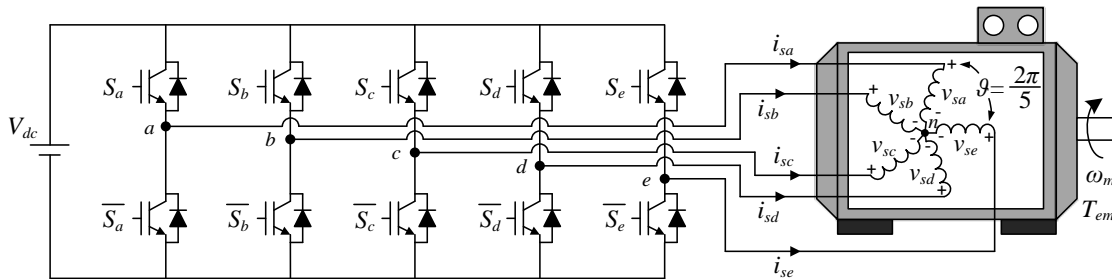 V_dc
S_a
S_b
S_c
S_d
S_e
a
b
c
d
e
S̅_a
S̅_b
S̅_c
S̅_d
S̅_e
i_sa
i_sb
i_sc
i_sd
i_se
+
v_sa
-
+
v_sb
-
+
v_sc
-
+
v_sd
-
+
v_se
-
n
ϑ=2π/5
ω_m
T_em